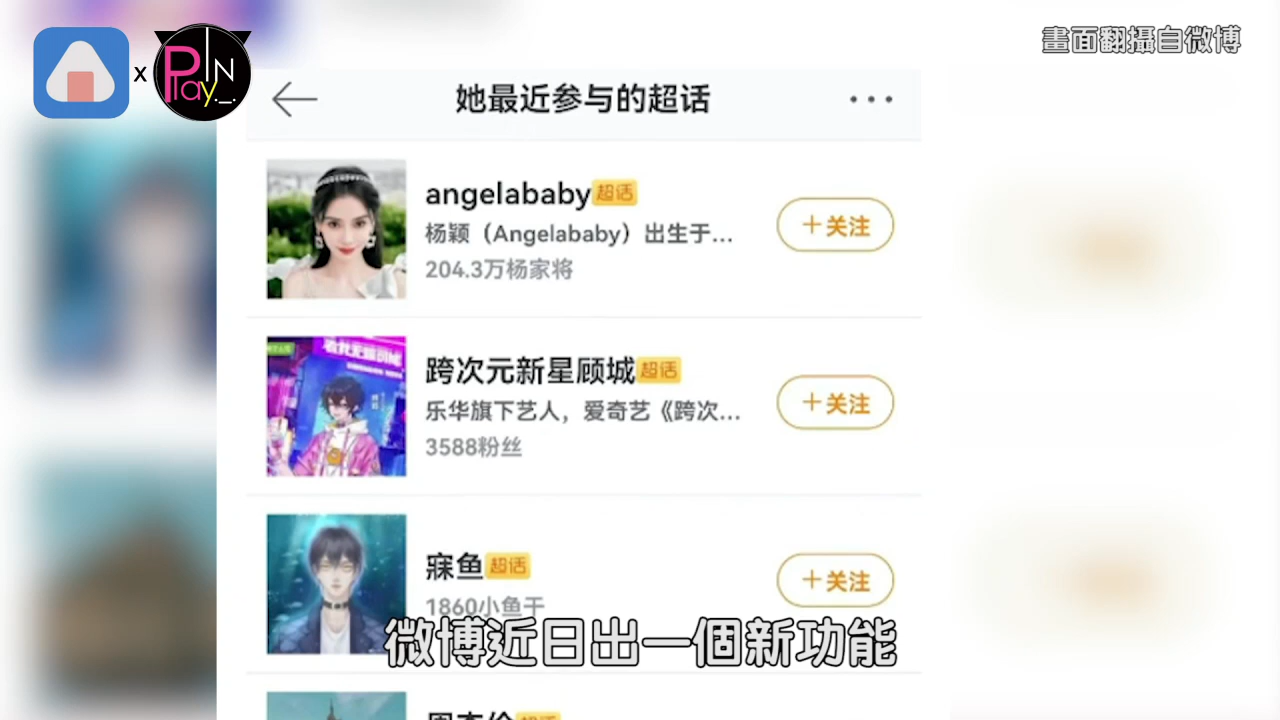 畫面翻攝自微博
x
Play IN
她最近参与的超话
angelababy 超话
杨颖（Angelababy）出生于...
204.3万杨家将
+关注
跨次元新星顾城 超话
乐华旗下艺人，爱奇艺《跨次...
3588粉丝
+关注
寐鱼 超话
1860小鱼干
+关注
微博近日出一個新功能